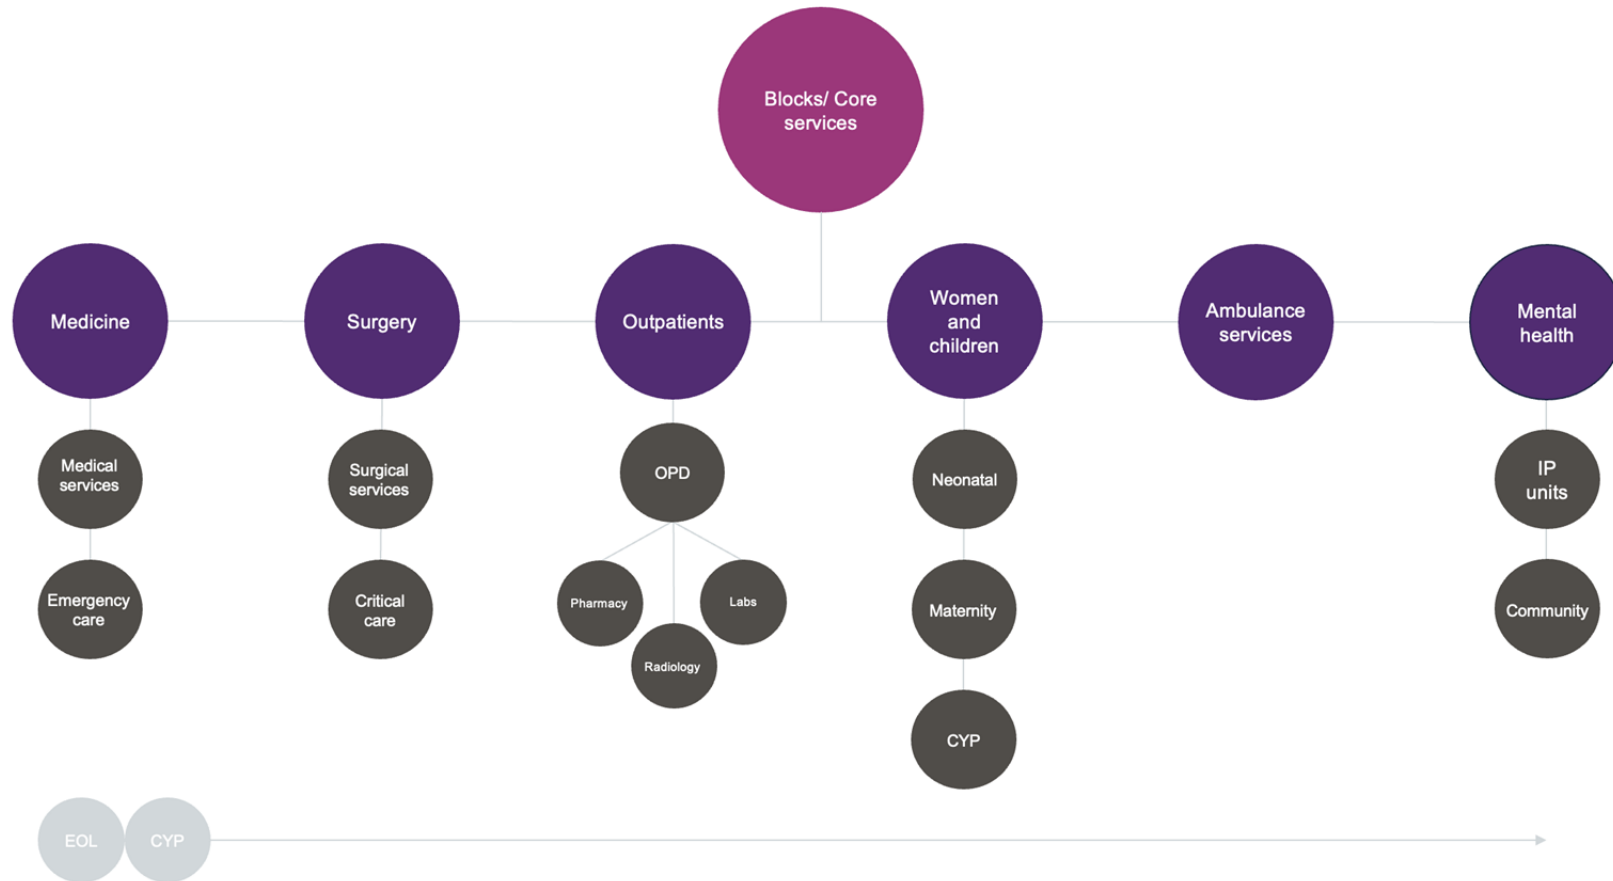 Blocks/ Core
services
Medicine
Surgery
Outpatients
Women
and
children
Ambulance
services
Mental
health
Medical
services
Surgical
services
OPD
Neonatal
IP
units
Emergency
care
Critical
care
Pharmacy
Radiology
Labs
Maternity
Community
CYP
EOL
CYP